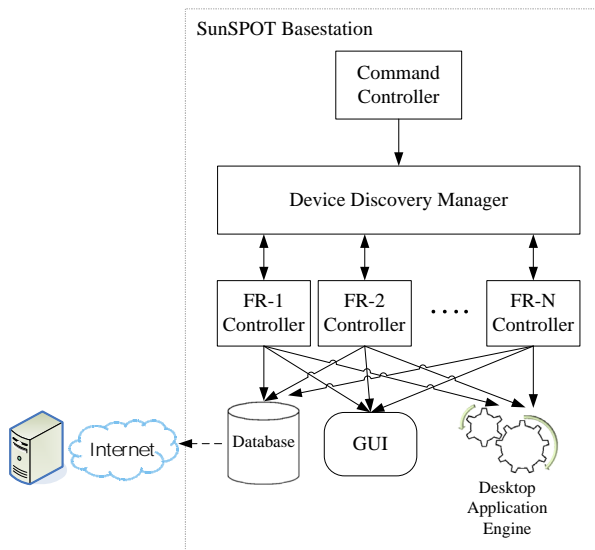 SunSPOT Basestation
Command
Controller
Device Discovery Manager
FR-1
Controller
FR-2
Controller
....
FR-N
Controller
Database
GUI
Internet
Desktop
Application
Engine